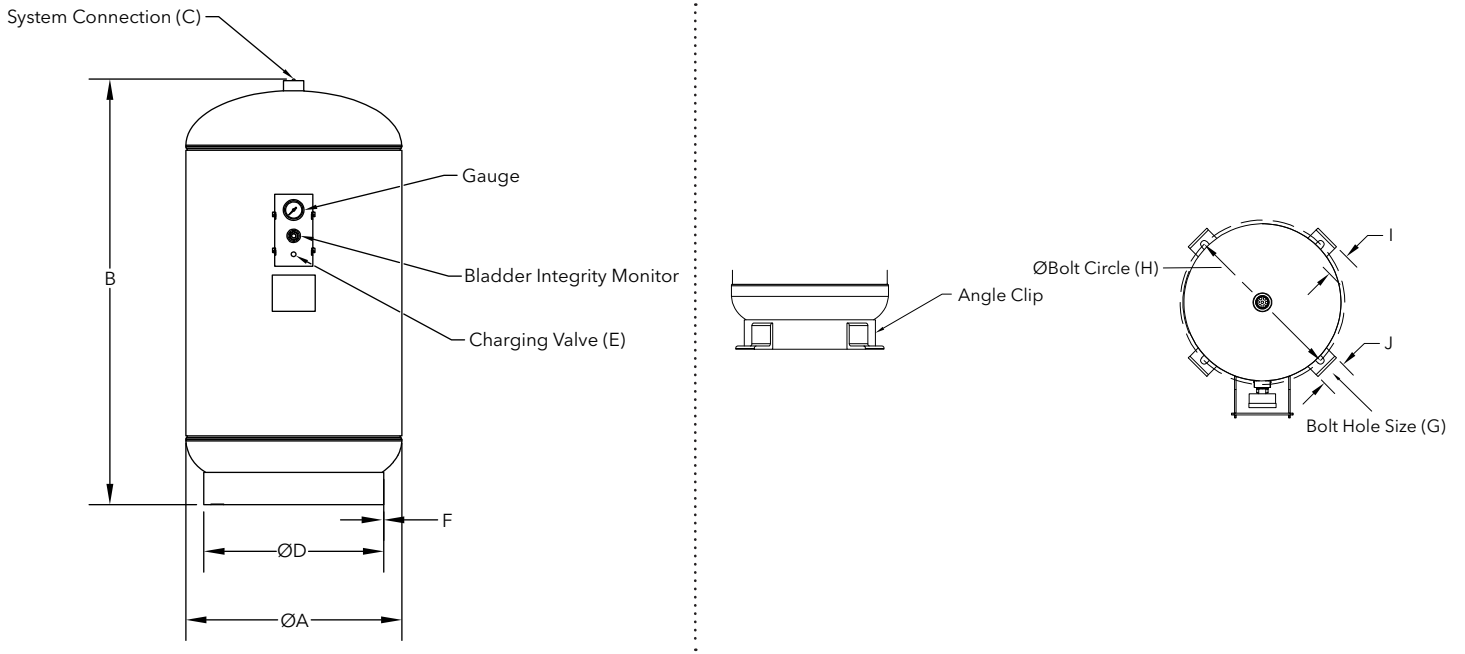 System Connection (C)
B
Gauge
Bladder Integrity Monitor
Charging Valve (E)
F
ØD
ØA
Angle Clip
ØBolt Circle (H)
I
J
Bolt Hole Size (G)